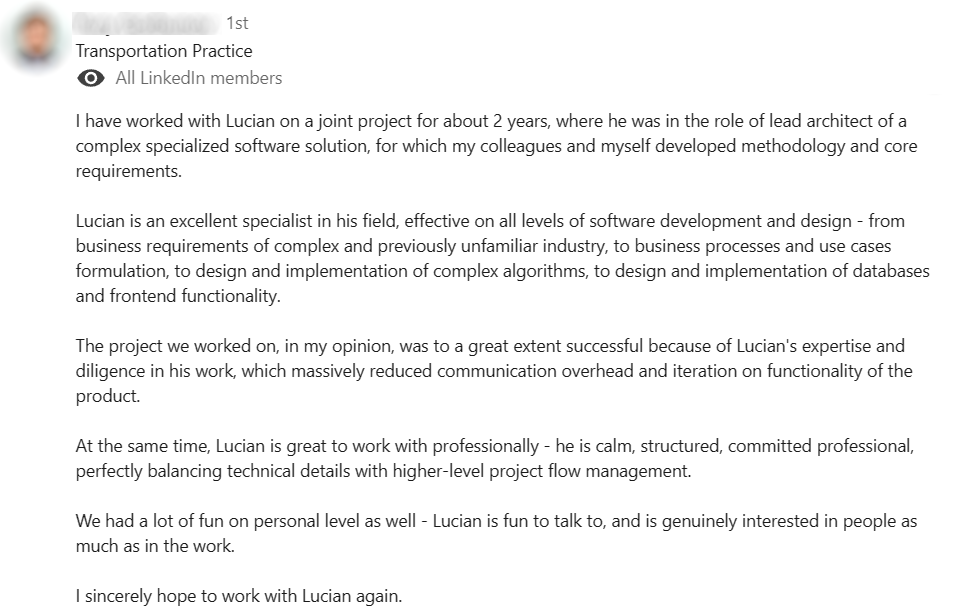 1st
Transportation Practice
All LinkedIn members
I have worked with Lucian on a joint project for about 2 years, where he was in the role of lead architect of a
complex specialized software solution, for which my colleagues and myself developed methodology and core
requirements.
Lucian is an excellent specialist in his field, effective on all levels of software development and design - from
business requirements of complex and previously unfamiliar industry, to business processes and use cases
formulation, to design and implementation of complex algorithms, to design and implementation of databases
and frontend functionality.
The project we worked on, in my opinion, was to a great extent successful because of Lucian's expertise and
diligence in his work, which massively reduced communication overhead and iteration on functionality of the
product.
At the same time, Lucian is great to work with professionally - he is calm, structured, committed professional,
perfectly balancing technical details with higher-level project flow management.
We had a lot of fun on personal level as well - Lucian is fun to talk to, and is genuinely interested in people as
much as in the work.
I sincerely hope to work with Lucian again.